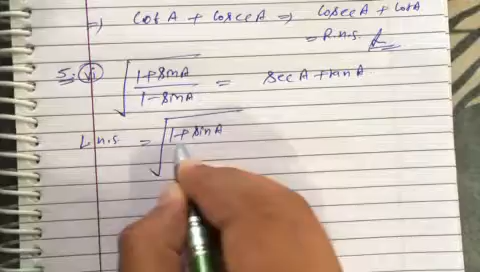 ⇒ Cot A + Cosec A ⇒ Cosec A + Cot A
= R.h.s.
5. vi) √(1+sinA / 1-sinA) = sec A + tan A.
L.h.s. = √(1+sinA